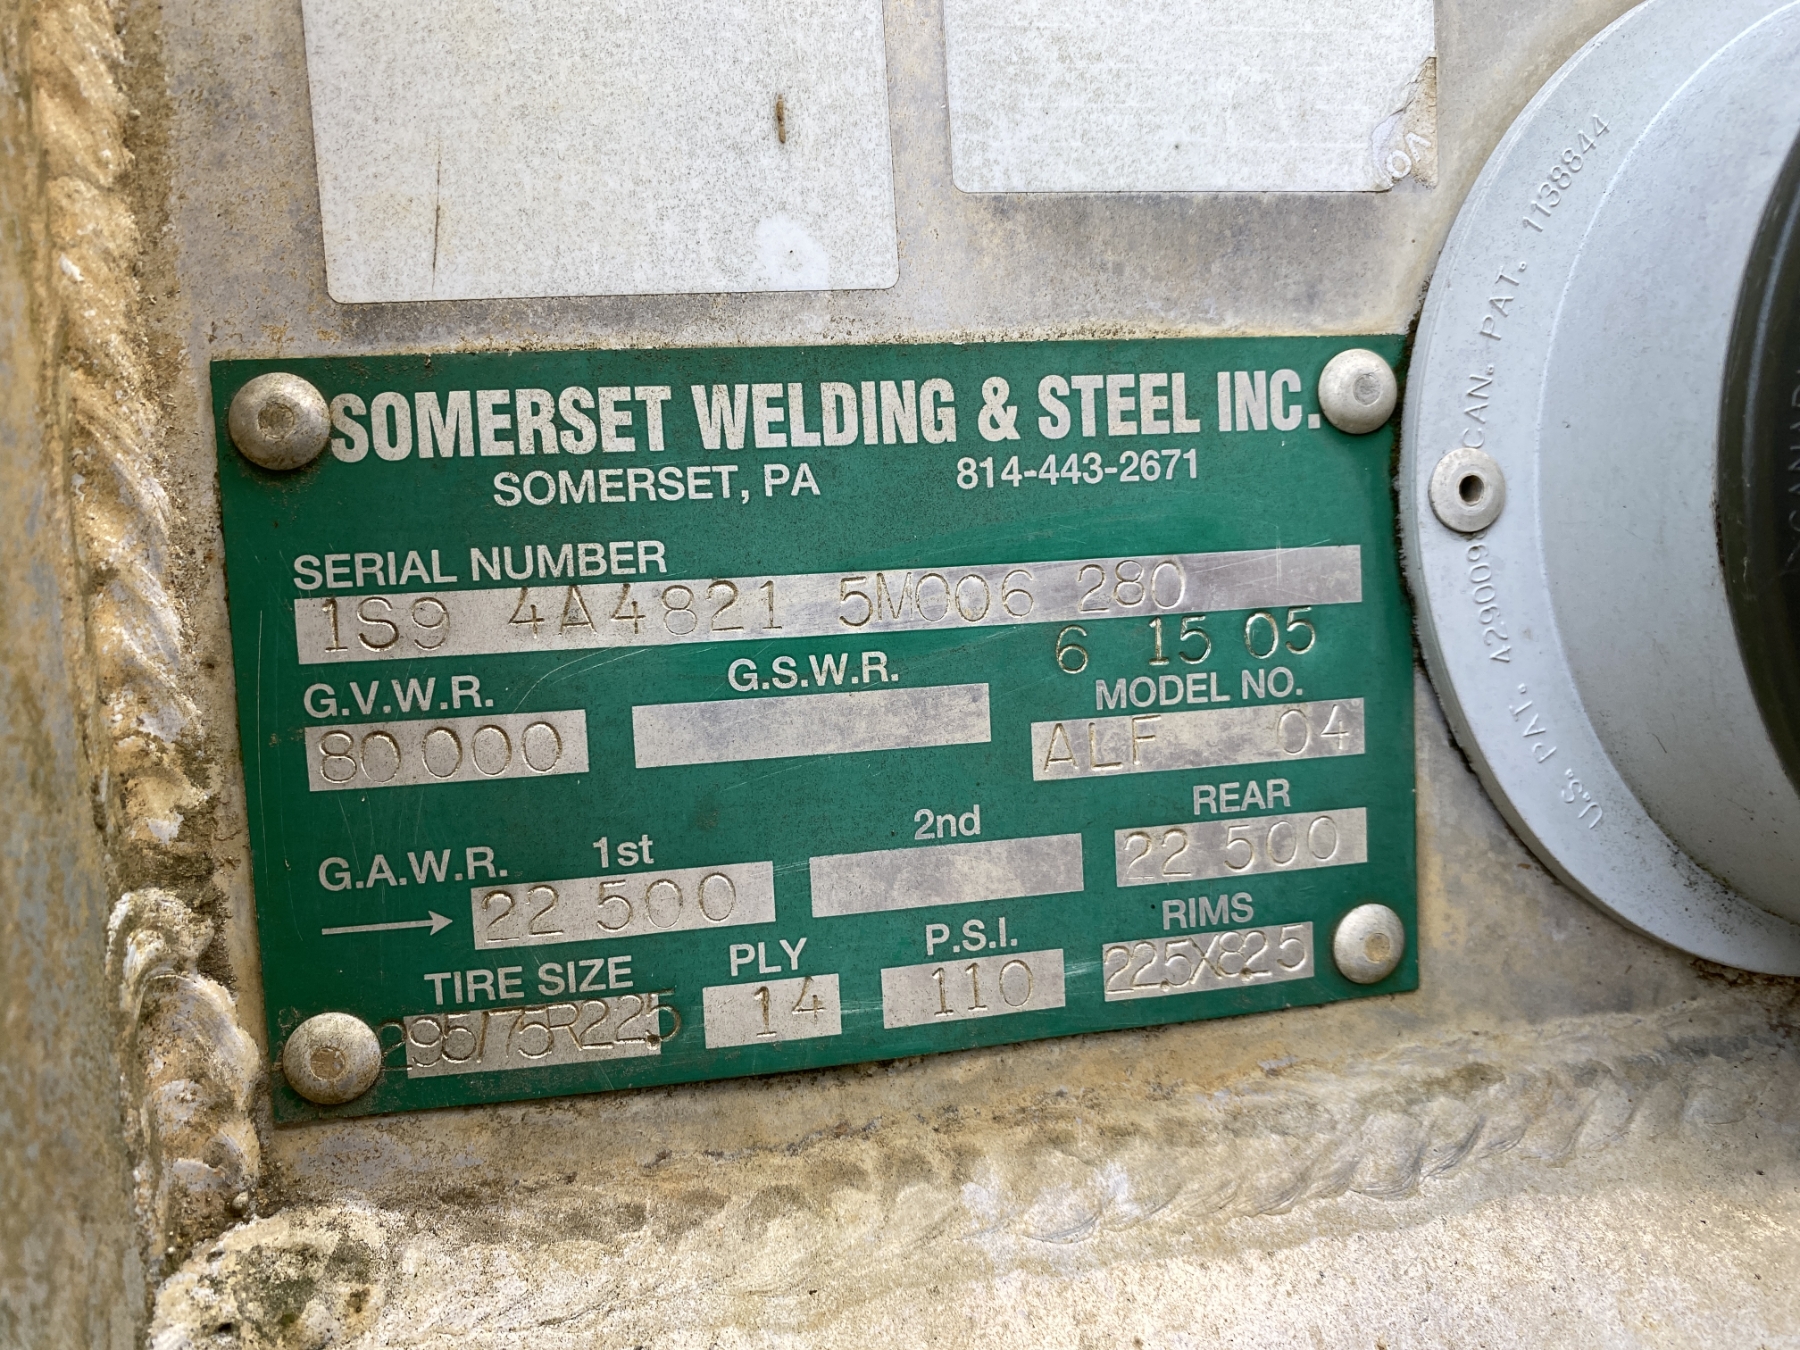 SOMERSET WELDING & STEEL INC.
SOMERSET, PA 814-443-2671
SERIAL NUMBER
1S9 4A4821 5M006 280
6 15 05
G.V.W.R. G.S.W.R. MODEL NO.
80 000 ALF 04
G.A.W.R. 1st 2nd REAR
22 500 22 500
TIRE SIZE PLY P.S.I. RIMS
295/75R22.5 14 110 22.5X8.25
CAN. PAT. 1138844
U.S. PAT.
VO